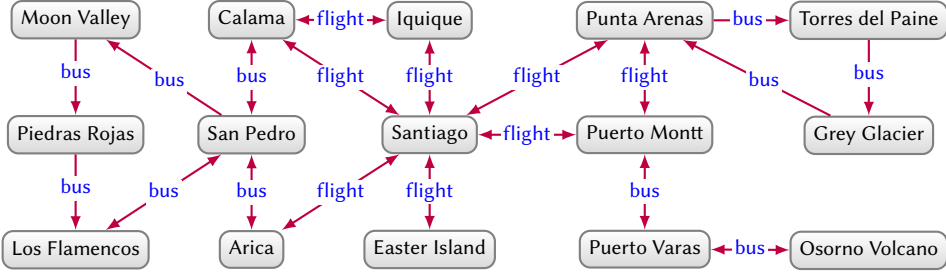 Moon Valley
Calama
flight
Iquique
Punta Arenas
bus
Torres del Paine
bus
bus
bus
flight
flight
flight
flight
bus
bus
Piedras Rojas
San Pedro
Santiago
flight
Puerto Montt
Grey Glacier
bus
bus
bus
flight
flight
bus
Los Flamencos
Arica
Easter Island
Puerto Varas
bus
Osorno Volcano